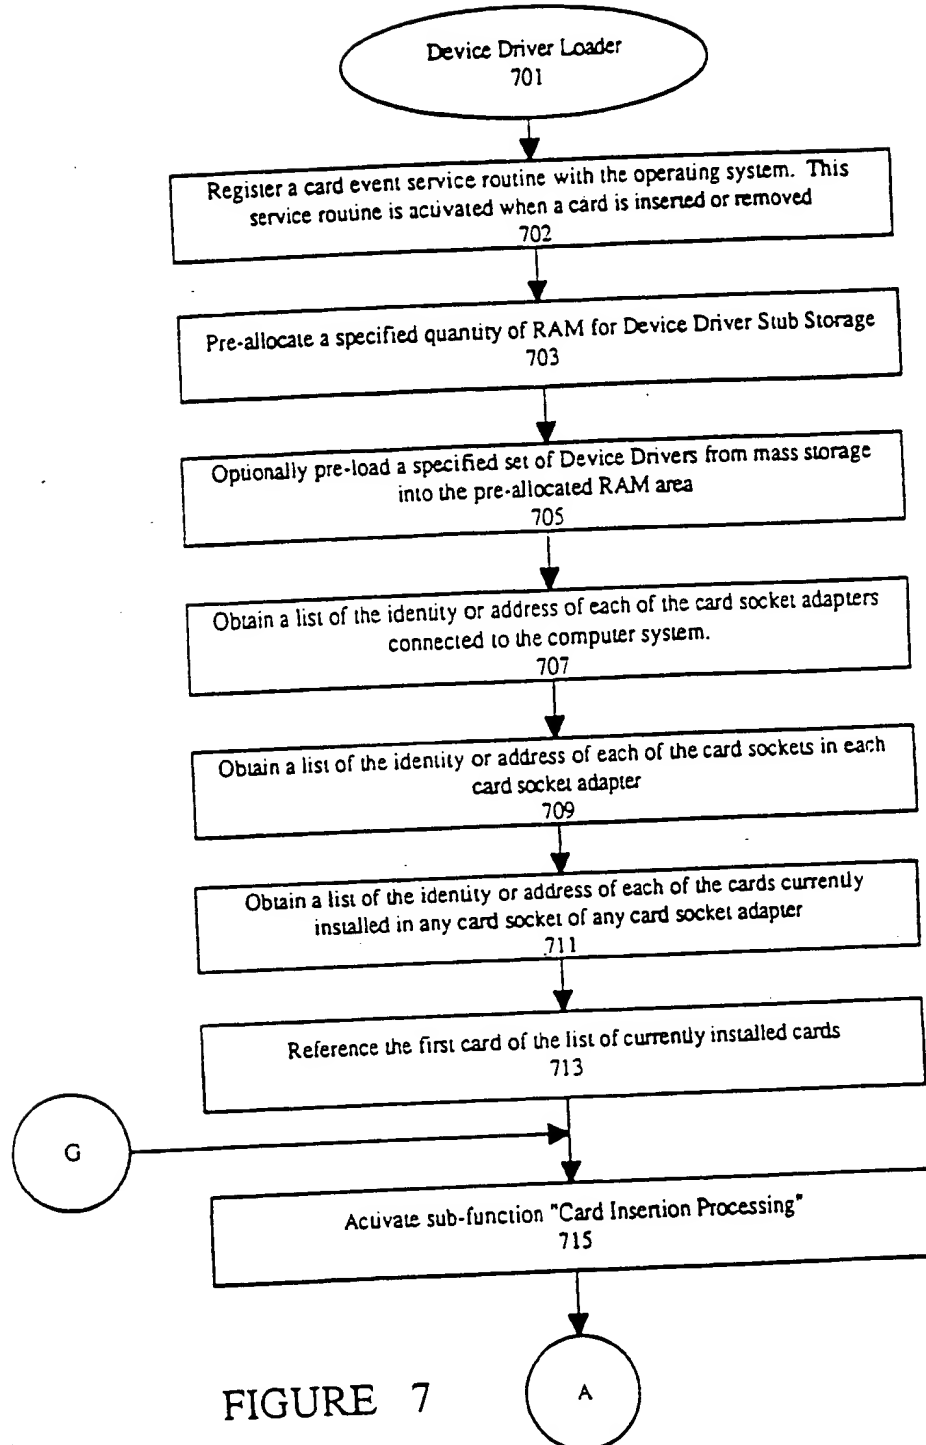 Device Driver Loader
701
Register a card event service routine with the operating system. This
service routine is activated when a card is inserted or removed
702
Pre-allocate a specified quantity of RAM for Device Driver Stub Storage
703
Optionally pre-load a specified set of Device Drivers from mass storage
into the pre-allocated RAM area
705
Obtain a list of the identity or address of each of the card socket adapters
connected to the computer system.
707
Obtain a list of the identity or address of each of the card sockets in each
card socket adapter
709
Obtain a list of the identity or address of each of the cards currently
installed in any card socket of any card socket adapter
711
Reference the first card of the list of currently installed cards
713
G
Activate sub-function "Card Insertion Processing"
715
A
FIGURE 7